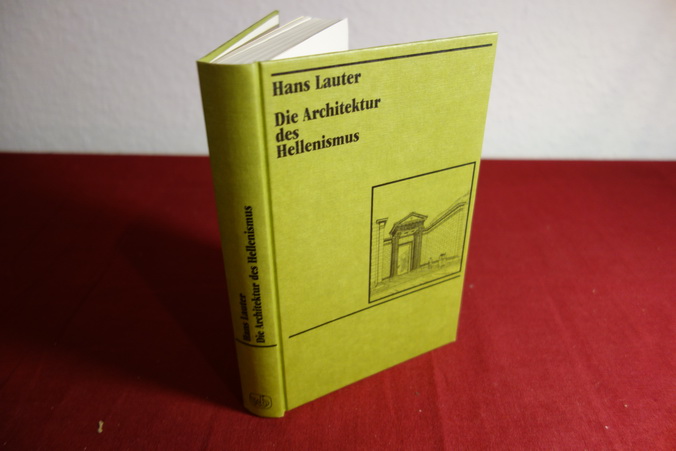 Hans Lauter
Die Architektur
des
Hellenismus
Hans Lauter
Die Architektur des Hellenismus